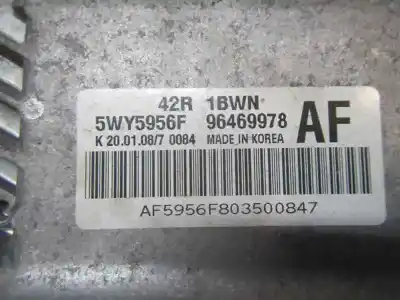 42R 1BWN
5WY5956F 96469978 AF
K 20.01.08/7 0084 MADE IN KOREA
AF5956F803500847